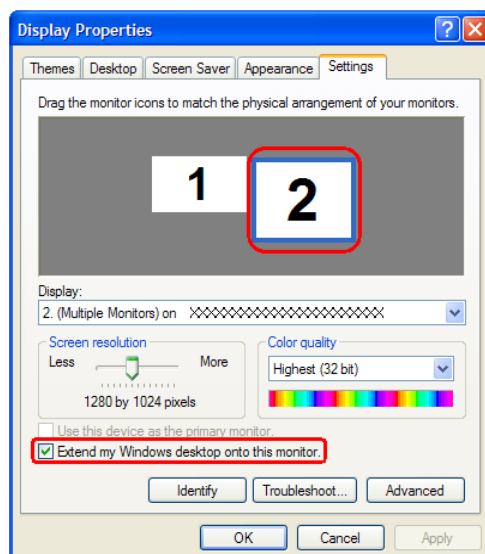 Display Properties
Themes Desktop Screen Saver Appearance Settings
Drag the monitor icons to match the physical arrangement of your monitors.
1 2
Display:
2. (Multiple Monitors) on XXXXXXXXXXXXXXXXXXXXXX
Screen resolution Color quality
Less More Highest (32 bit)
1280 by 1024 pixels
Use this device as the primary monitor.
Extend my Windows desktop onto this monitor.
Identify Troubleshoot... Advanced
OK Cancel Apply